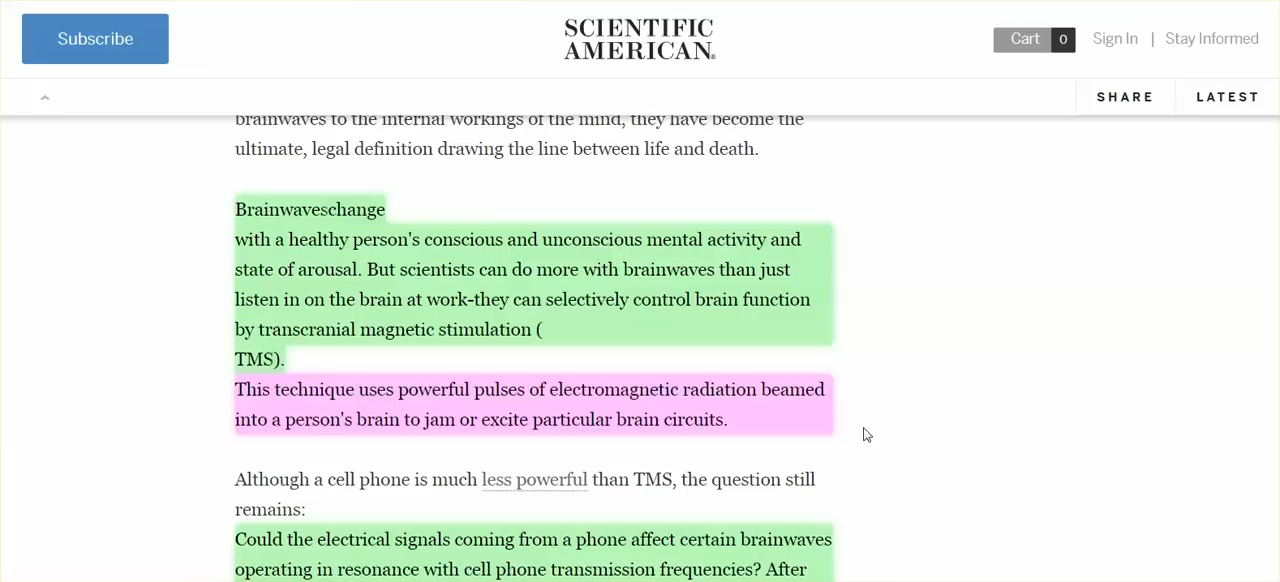 Subscribe
SCIENTIFIC
AMERICAN®
Cart 0 Sign In | Stay Informed
SHARE LATEST
brainwaves to the internal workings of the mind, they have become the
ultimate, legal definition drawing the line between life and death.
Brainwaveschange
with a healthy person's conscious and unconscious mental activity and
state of arousal. But scientists can do more with brainwaves than just
listen in on the brain at work-they can selectively control brain function
by transcranial magnetic stimulation (
TMS).
This technique uses powerful pulses of electromagnetic radiation beamed
into a person's brain to jam or excite particular brain circuits.
Although a cell phone is much less powerful than TMS, the question still
remains:
Could the electrical signals coming from a phone affect certain brainwaves
operating in resonance with cell phone transmission frequencies? After